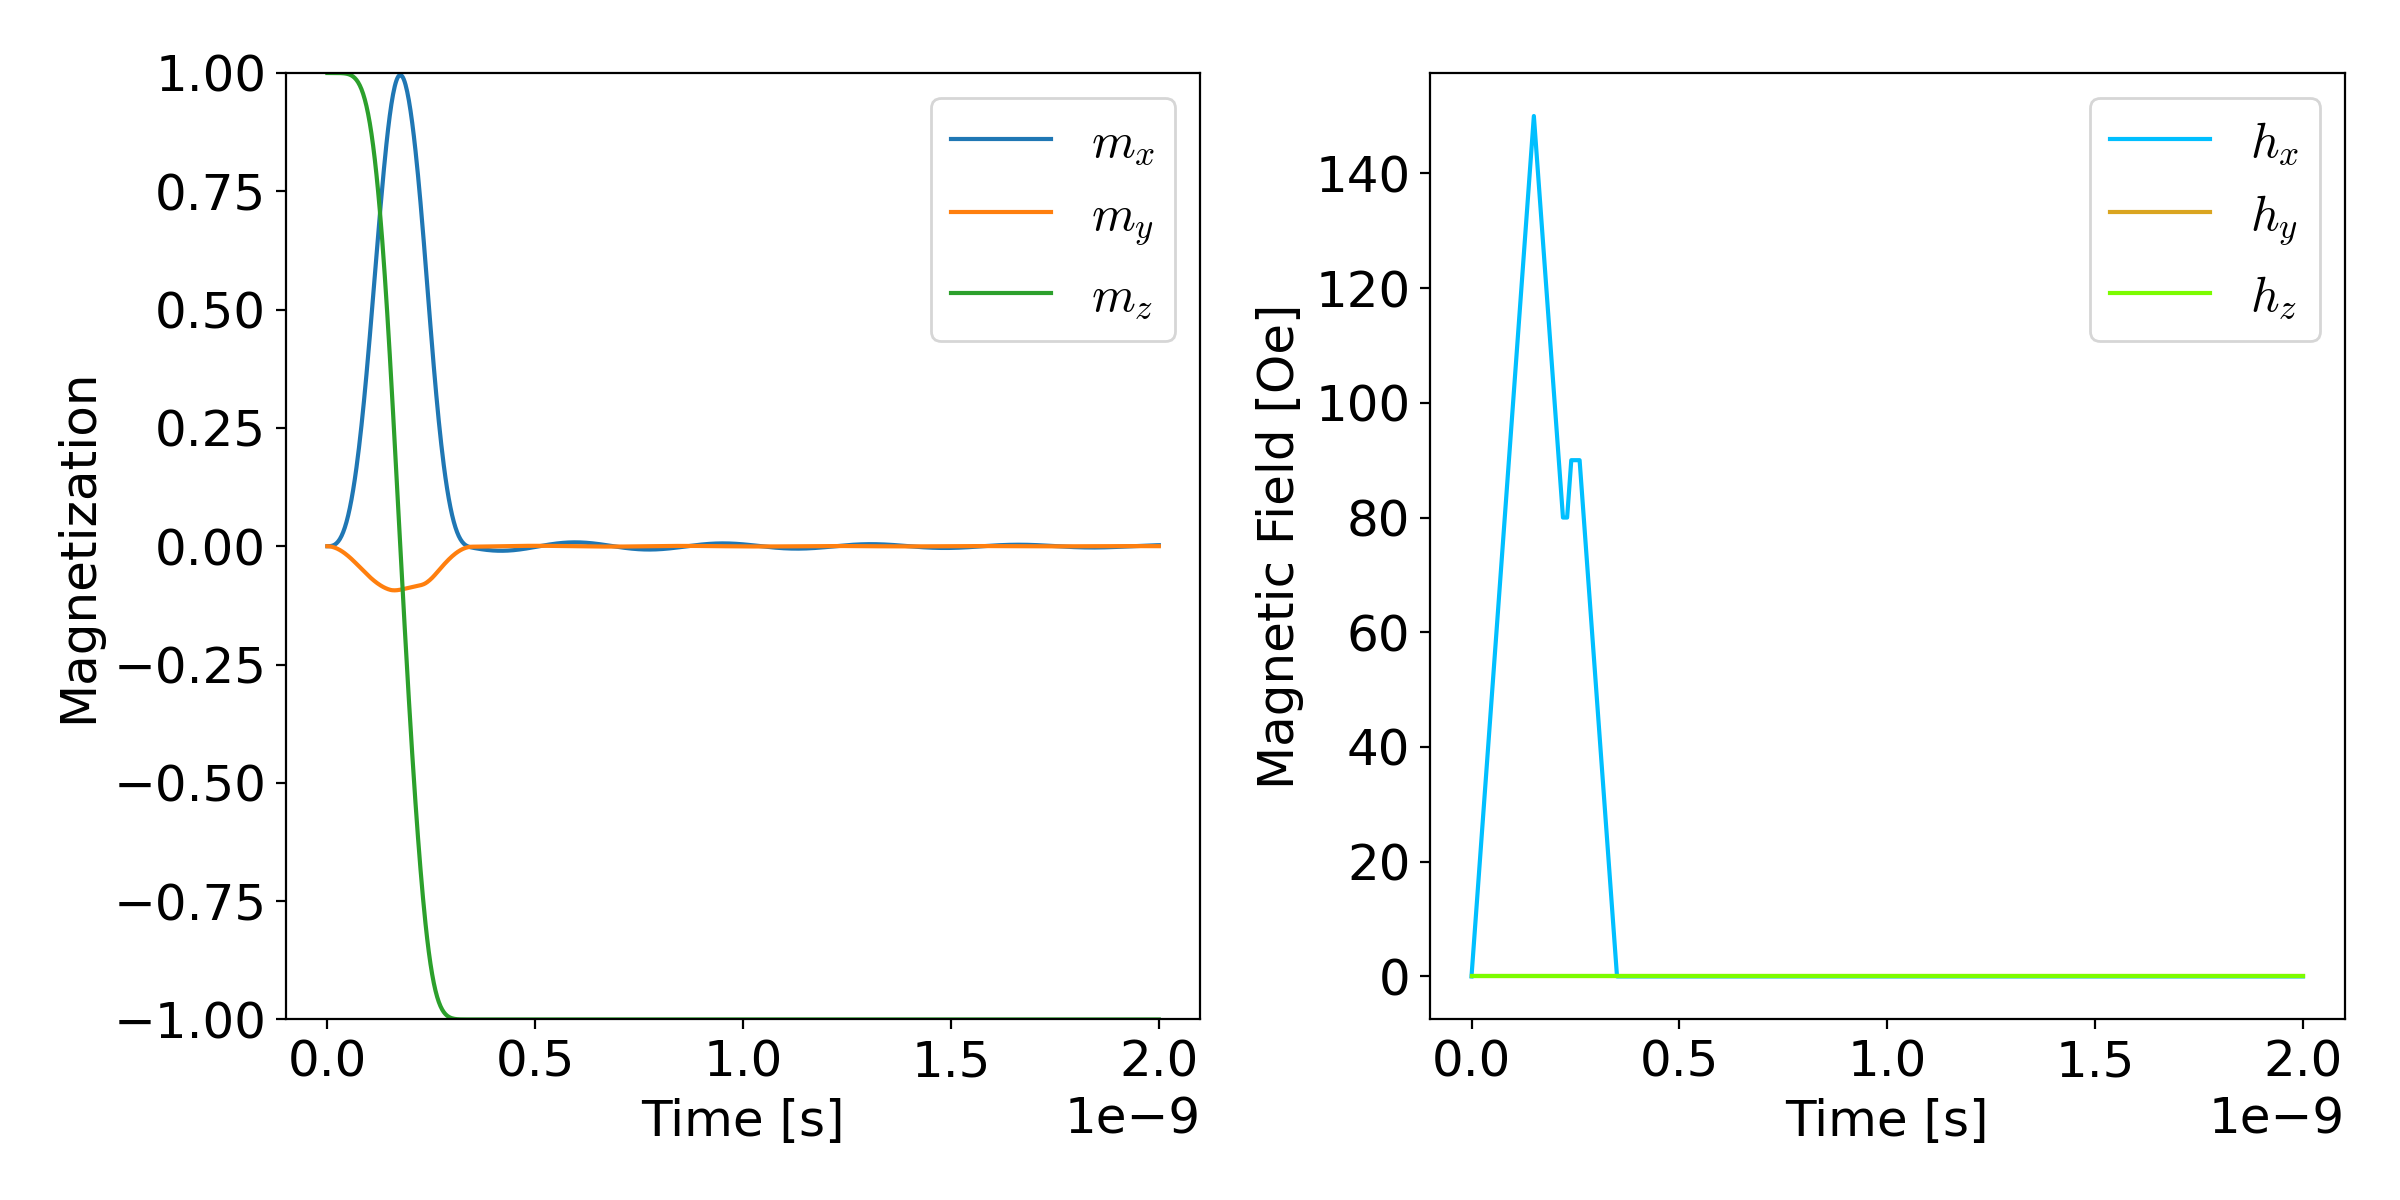 Magnetization
1.00
0.75
0.50
0.25
0.00
−0.25
−0.50
−0.75
−1.00
0.0 0.5 1.0 1.5 2.0
Time [s]
1e−9
m_x
m_y
m_z
Magnetic Field [Oe]
140
120
100
80
60
40
20
0
0.0 0.5 1.0 1.5 2.0
Time [s]
1e−9
h_x
h_y
h_z